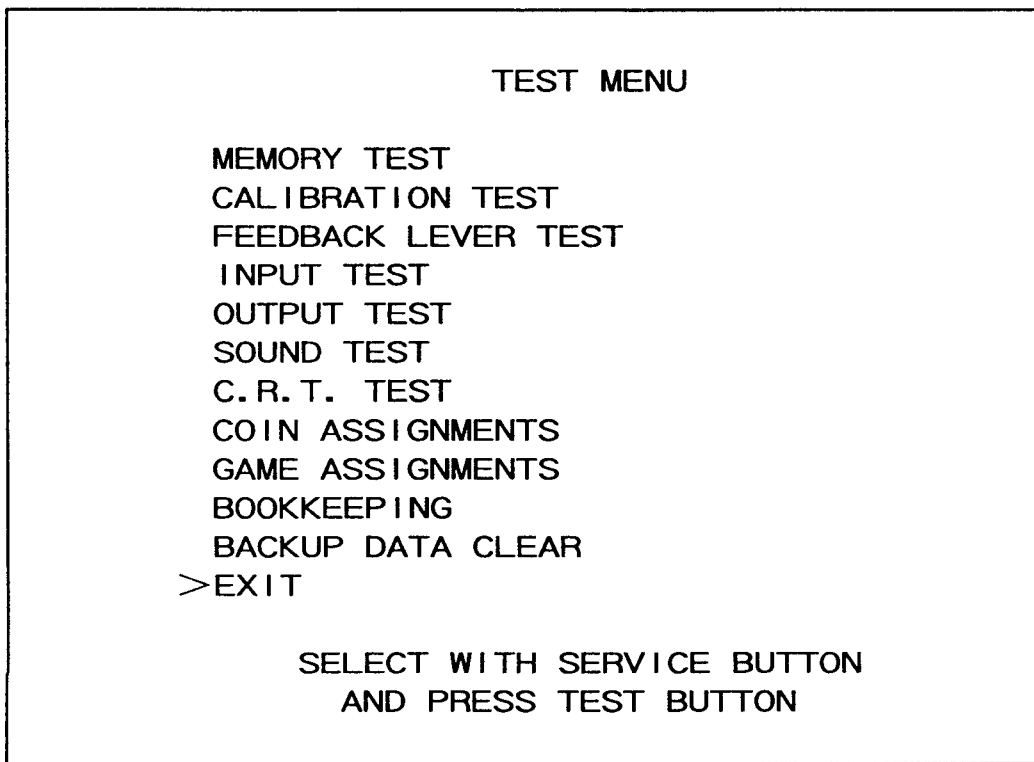 TEST MENU
MEMORY TEST
CALIBRATION TEST
FEEDBACK LEVER TEST
INPUT TEST
OUTPUT TEST
SOUND TEST
C.R.T. TEST
COIN ASSIGNMENTS
GAME ASSIGNMENTS
BOOKKEEPING
BACKUP DATA CLEAR
>EXIT
SELECT WITH SERVICE BUTTON
AND PRESS TEST BUTTON